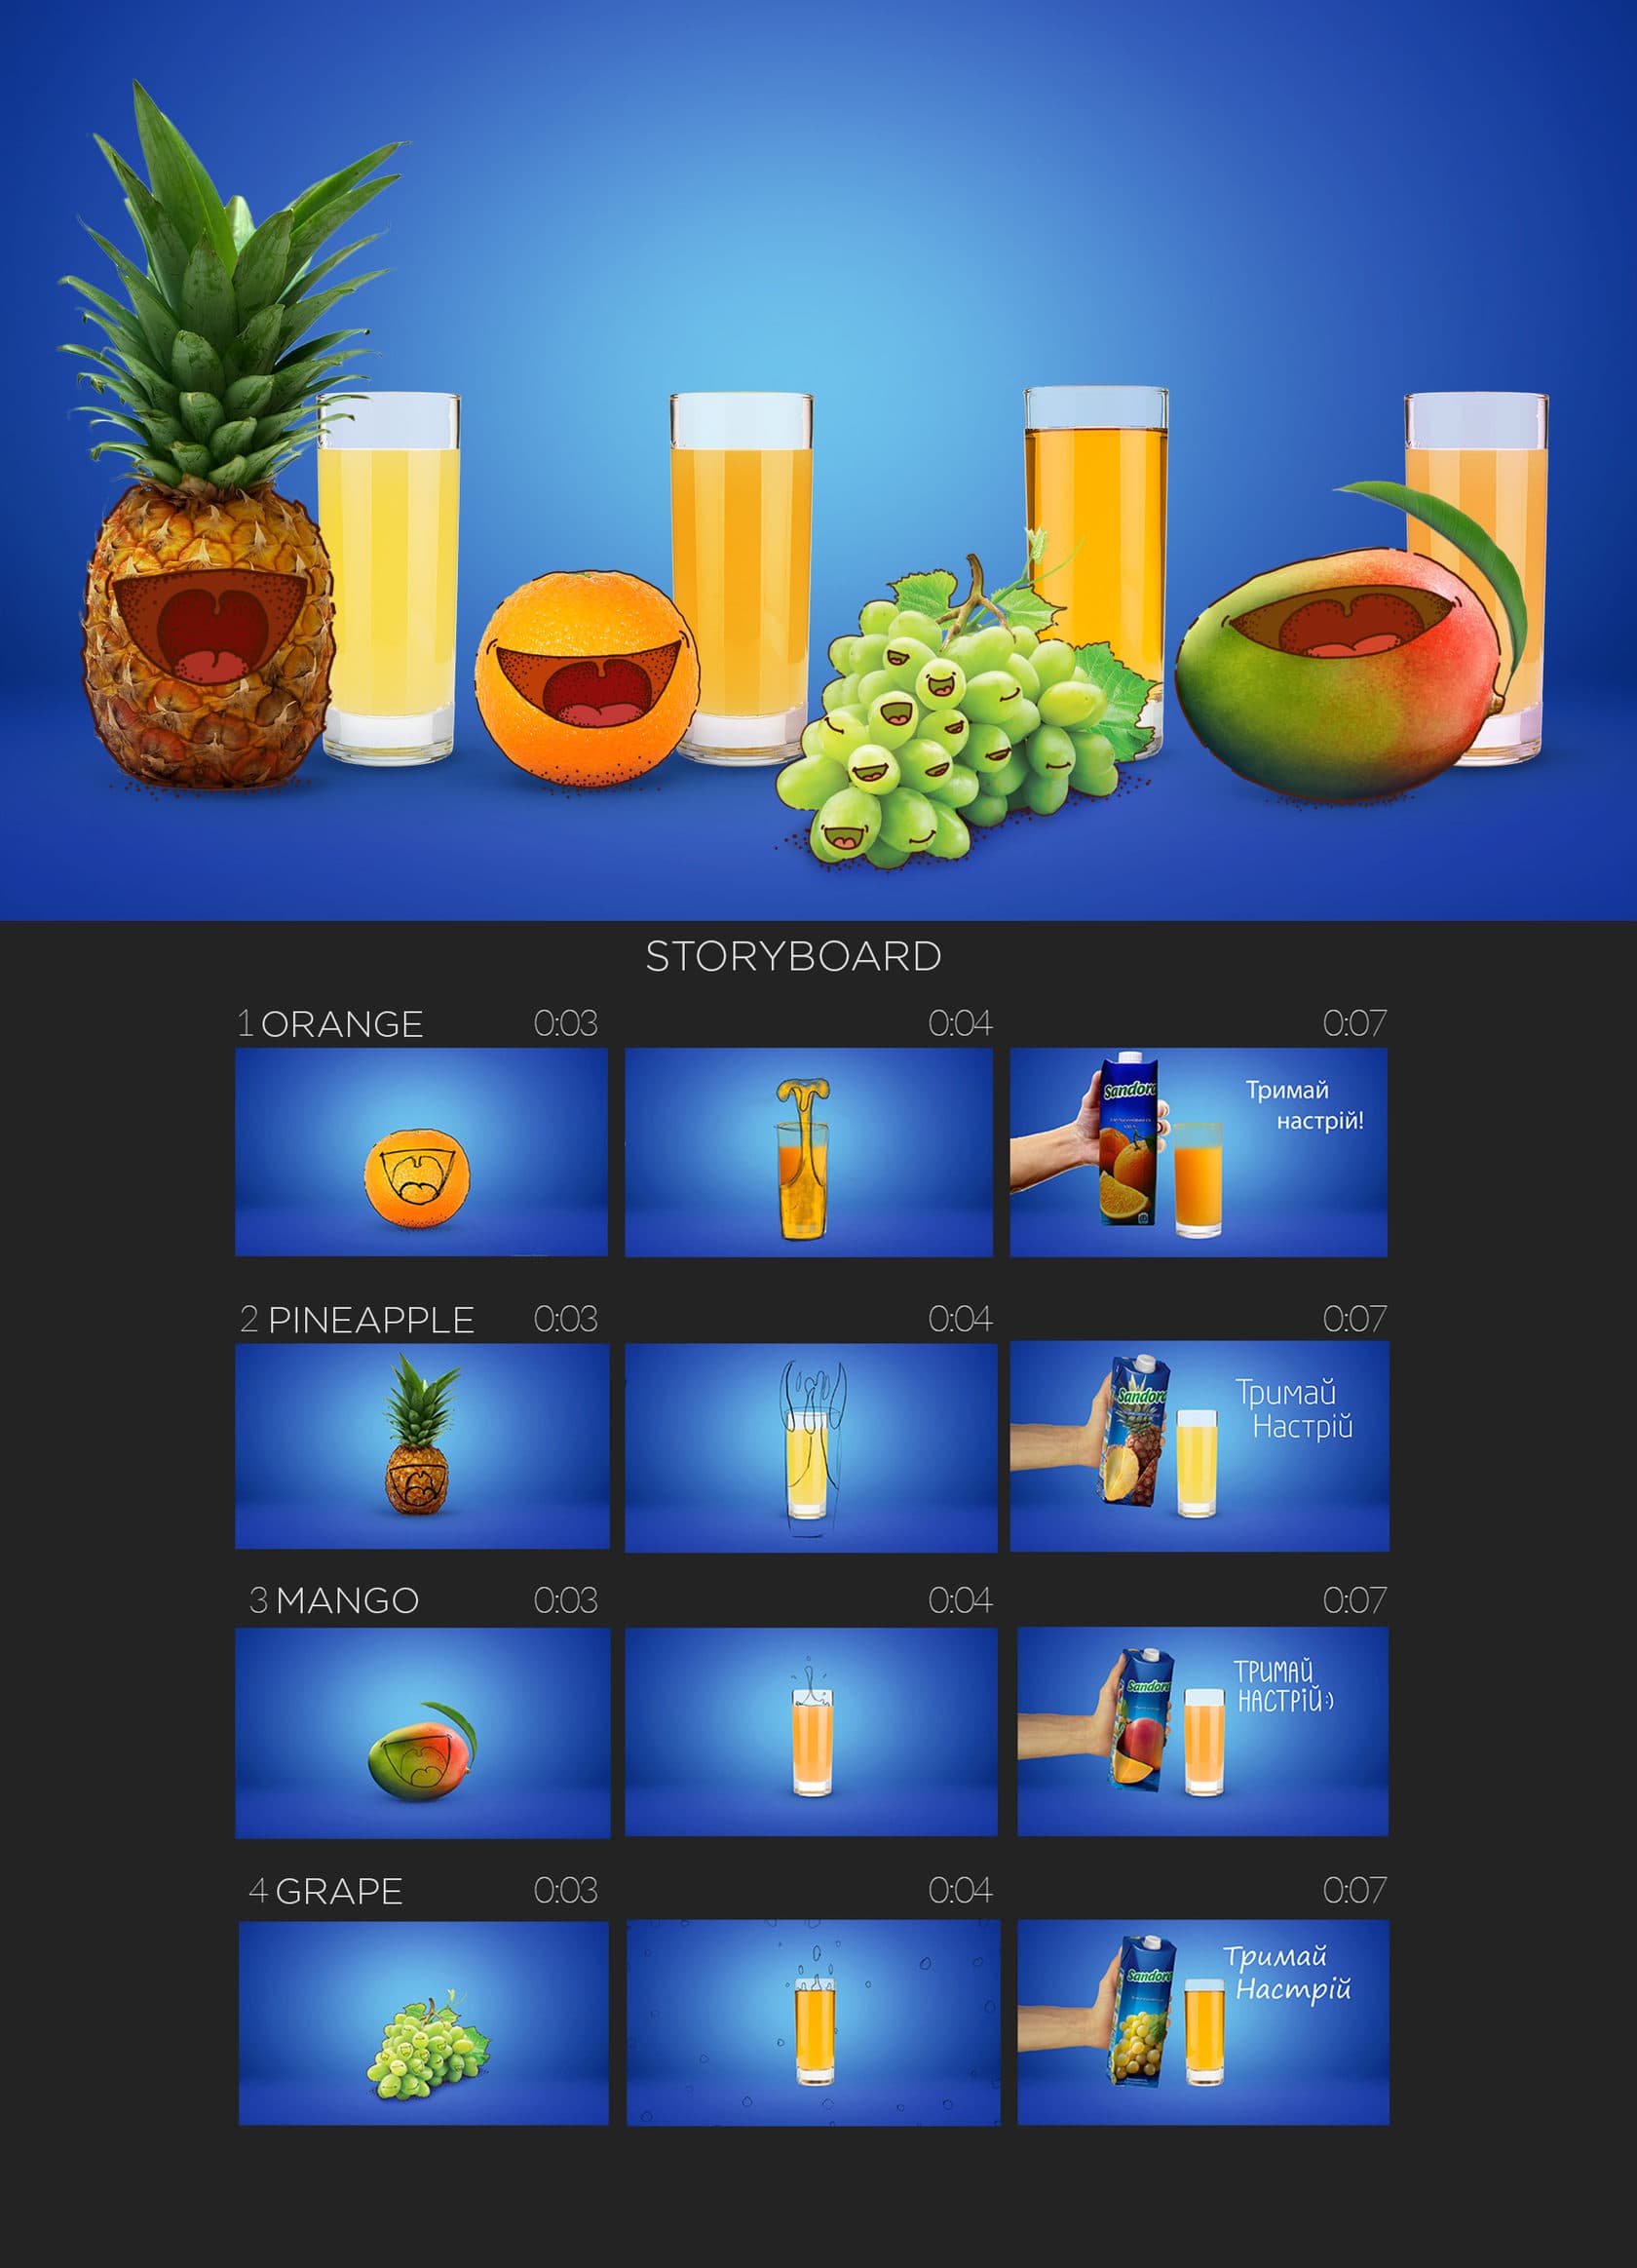 STORYBOARD
1 ORANGE 0:03 0:04 0:07
Sandora
Тримай
настрій!
2 PINEAPPLE 0:03 0:04 0:07
Sandora
Тримай
Настрій
3 MANGO 0:03 0:04 0:07
Sandora
ТРИМАЙ
НАСТРІЙ:)
4 GRAPE 0:03 0:04 0:07
Sandora
Тримай
Настрій